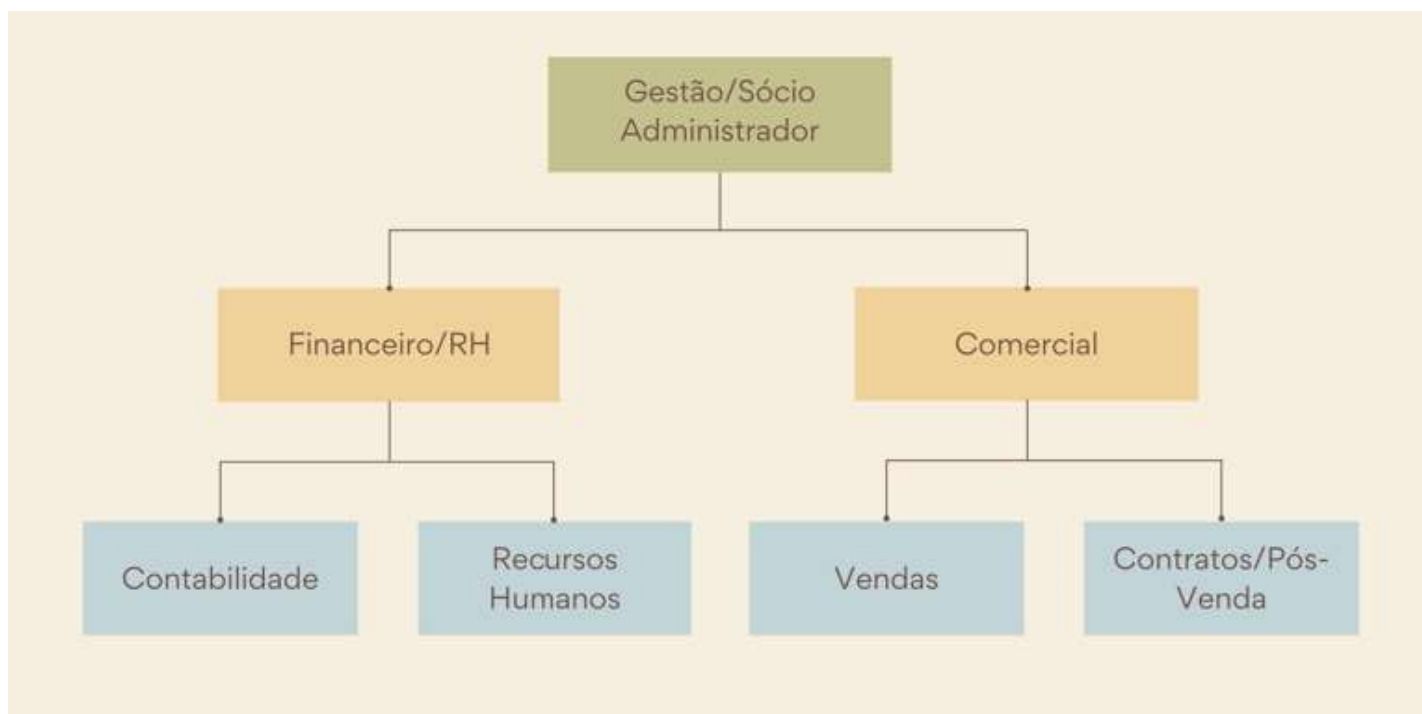 Gestão/Sócio
Administrador
Financeiro/RH
Comercial
Contabilidade
Recursos
Humanos
Vendas
Contratos/Pós-
Venda